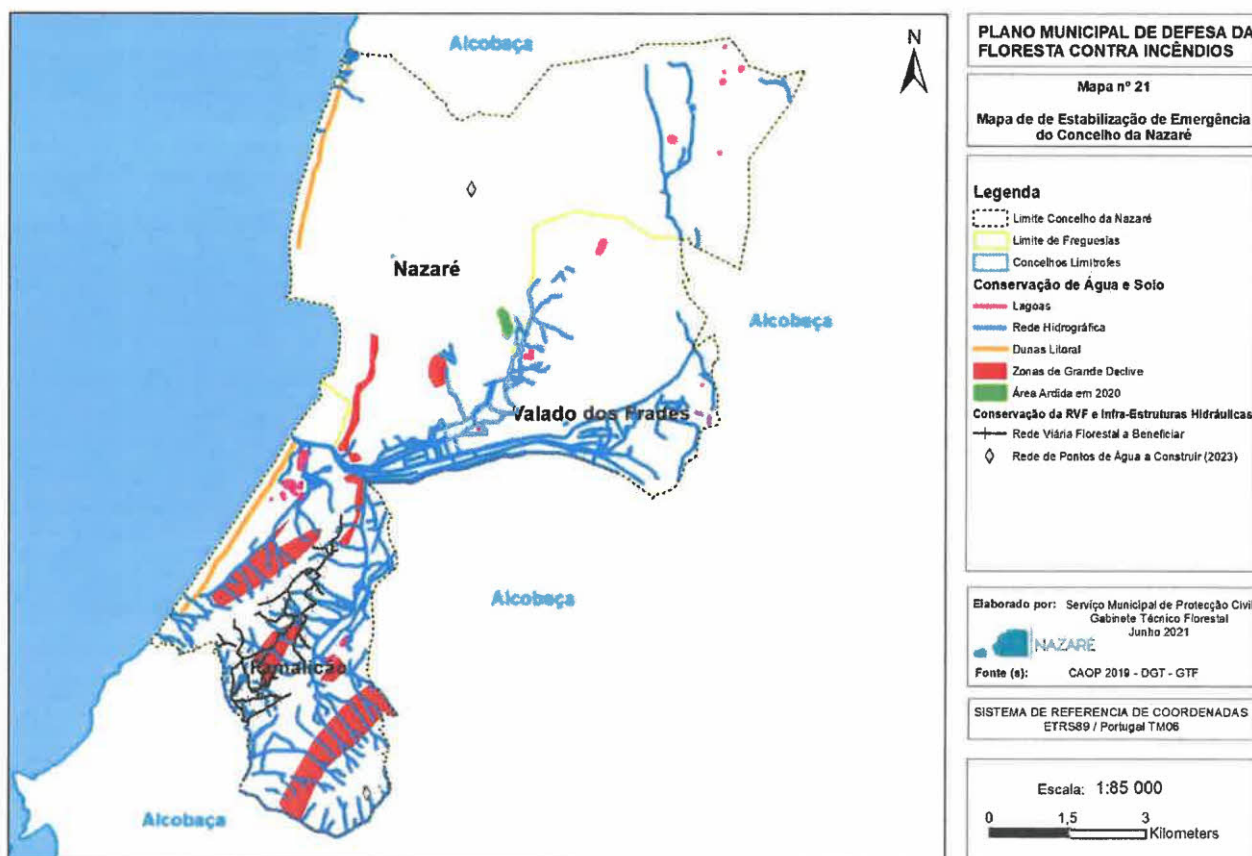 Alcobaça
N
Nazaré
Alcobaça
Valado dos Frades
Alcobaça
Famalicão
Alcobaça
PLANO MUNICIPAL DE DEFESA DA
FLORESTA CONTRA INCÊNDIOS
Mapa nº 21
Mapa de de Estabilização de Emergência
do Concelho da Nazaré
Legenda
Limite Concelho da Nazaré
Limite de Freguesias
Concelhos Limitrofes
Conservação de Água e Solo
Lagoas
Rede Hidrográfica
Dunas Litoral
Zonas de Grande Declive
Área Ardida em 2020
Conservação da RVF e Infra-Estruturas Hidráulicas
Rede Viária Florestal a Beneficiar
Rede de Pontos de Água a Construir (2023)
Elaborado por: Serviço Municipal de Protecção Civil
Gabinete Técnico Florestal
Junho 2021
NAZARÉ
Fonte (s): CAOP 2019 - DGT - GTF
SISTEMA DE REFERENCIA DE COORDENADAS
ETRS89 / Portugal TM06
Escala: 1:85 000
0 1,5 3
Kilometers